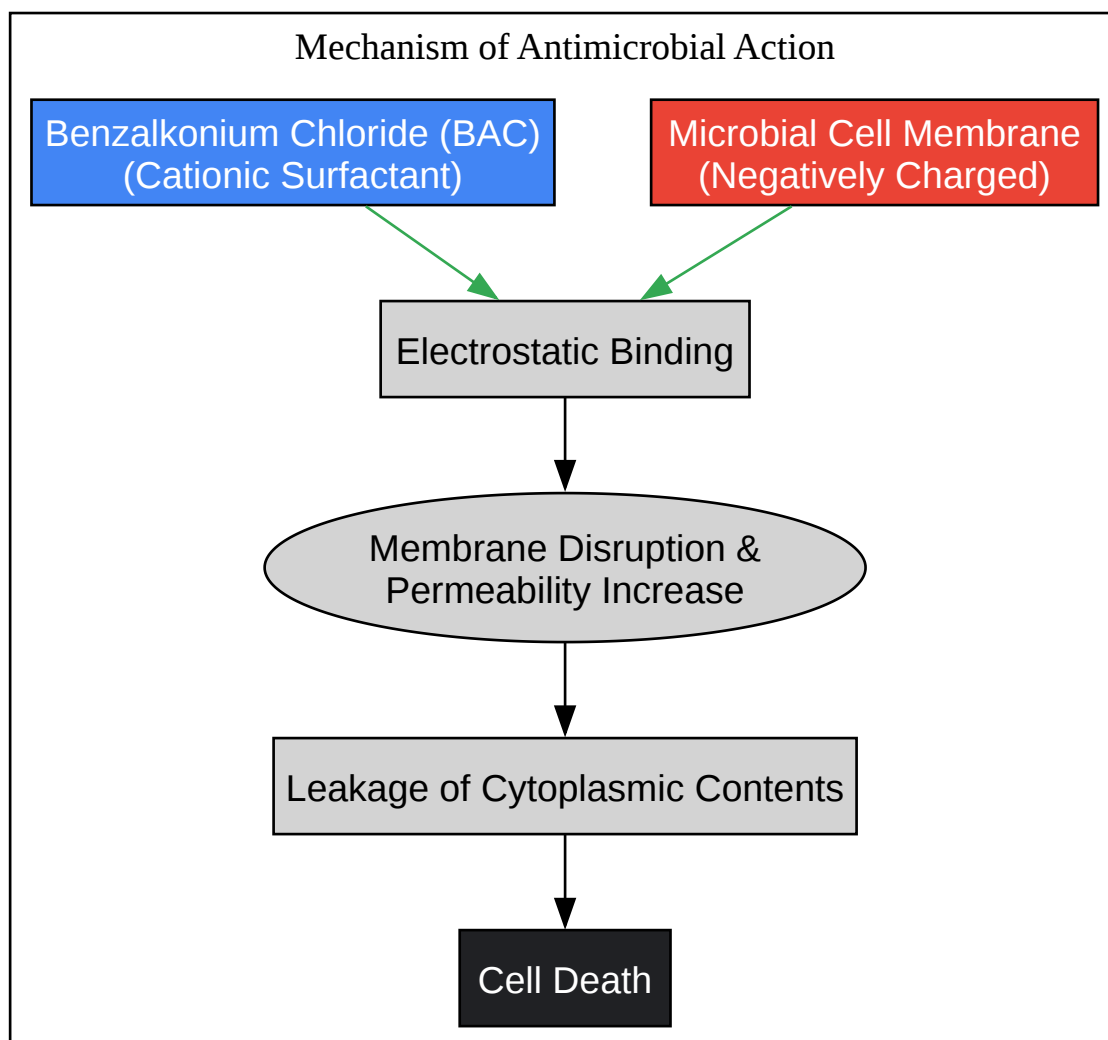 Mechanism of Antimicrobial Action
Benzalkonium Chloride (BAC)
(Cationic Surfactant)
Microbial Cell Membrane
(Negatively Charged)
Electrostatic Binding
Membrane Disruption &
Permeability Increase
Leakage of Cytoplasmic Contents
Cell Death